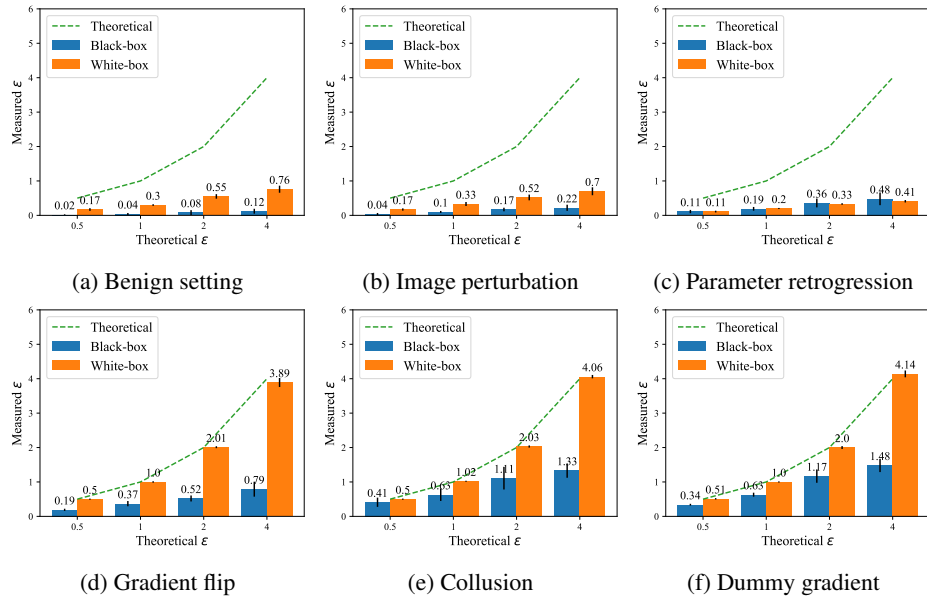 6
5
4
3
2
1
0
Measured ε
Theoretical
Black-box
White-box
0.02 0.17 0.04 0.3 0.08 0.55 0.12 0.76
0.5 1 2 4
Theoretical ε
(a) Benign setting
6
5
4
3
2
1
0
Measured ε
Theoretical
Black-box
White-box
0.04 0.17 0.1 0.33 0.17 0.52 0.22 0.7
0.5 1 2 4
Theoretical ε
(b) Image perturbation
6
5
4
3
2
1
0
Measured ε
Theoretical
Black-box
White-box
0.11 0.11 0.19 0.2 0.36 0.33 0.48 0.41
0.5 1 2 4
Theoretical ε
(c) Parameter retrogression
6
5
4
3
2
1
0
Measured ε
Theoretical
Black-box
White-box
0.19 0.5 0.37 1.0 0.52 2.01 0.79 3.89
0.5 1 2 4
Theoretical ε
(d) Gradient flip
6
5
4
3
2
1
0
Measured ε
Theoretical
Black-box
White-box
0.41 0.5 0.63 1.02 1.11 2.03 1.33 4.06
0.5 1 2 4
Theoretical ε
(e) Collusion
6
5
4
3
2
1
0
Measured ε
Theoretical
Black-box
White-box
0.34 0.51 0.63 1.0 1.17 2.0 1.48 4.14
0.5 1 2 4
Theoretical ε
(f) Dummy gradient